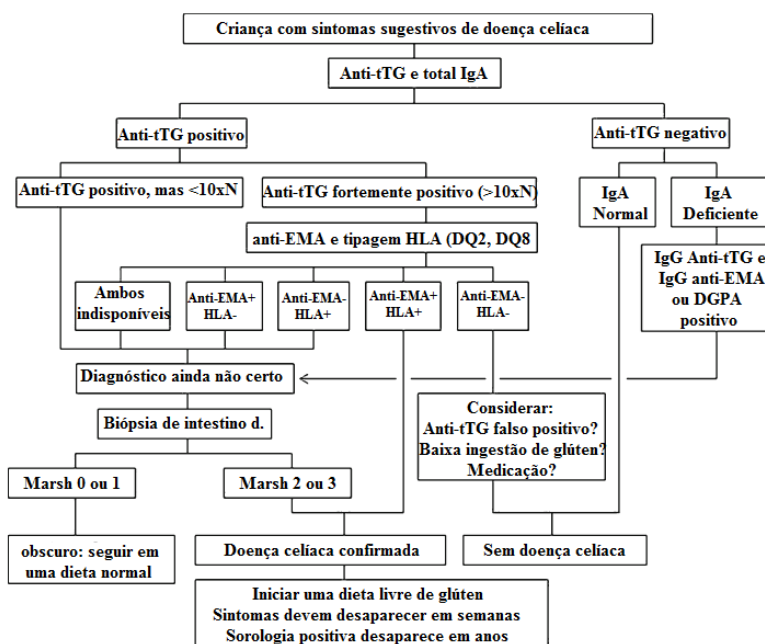 Criança com sintomas sugestivos de doença celíaca
Anti-tTG e total IgA
Anti-tTG positivo
Anti-tTG negativo
Anti-tTG positivo, mas <10xN
Anti-tTG fortemente positivo (>10xN)
IgA
Normal
IgA
Deficiente
anti-EMA e tipagem HLA (DQ2, DQ8
IgG Anti-tTG e
IgG anti-EMA
ou DGPA
positivo
Ambos
indisponíveis
Anti-EMA+
HLA-
Anti-EMA-
HLA+
Anti-EMA+
HLA+
Anti-EMA-
HLA-
Diagnóstico ainda não certo
Biópsia de intestino d.
Considerar:
Anti-tTG falso positivo?
Baixa ingestão de glúten?
Medicação?
Marsh 0 ou 1
Marsh 2 ou 3
obscuro: seguir em
uma dieta normal
Doença celíaca confirmada
Sem doença celíaca
Iniciar uma dieta livre de glúten
Sintomas devem desaparecer em semanas
Sorologia positiva desaparece em anos